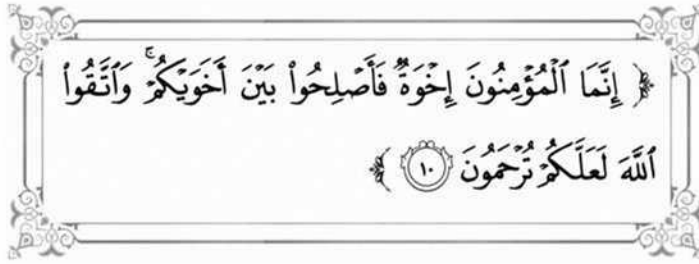 ﴿ إِنَّمَا ٱلْمُؤْمِنُونَ إِخْوَةٌ فَأَصْلِحُوا۟ بَيْنَ أَخَوَيْكُمْ ۚ وَٱتَّقُوا۟
ٱللَّهَ لَعَلَّكُمْ تُرْحَمُونَ ١٠ ﴾